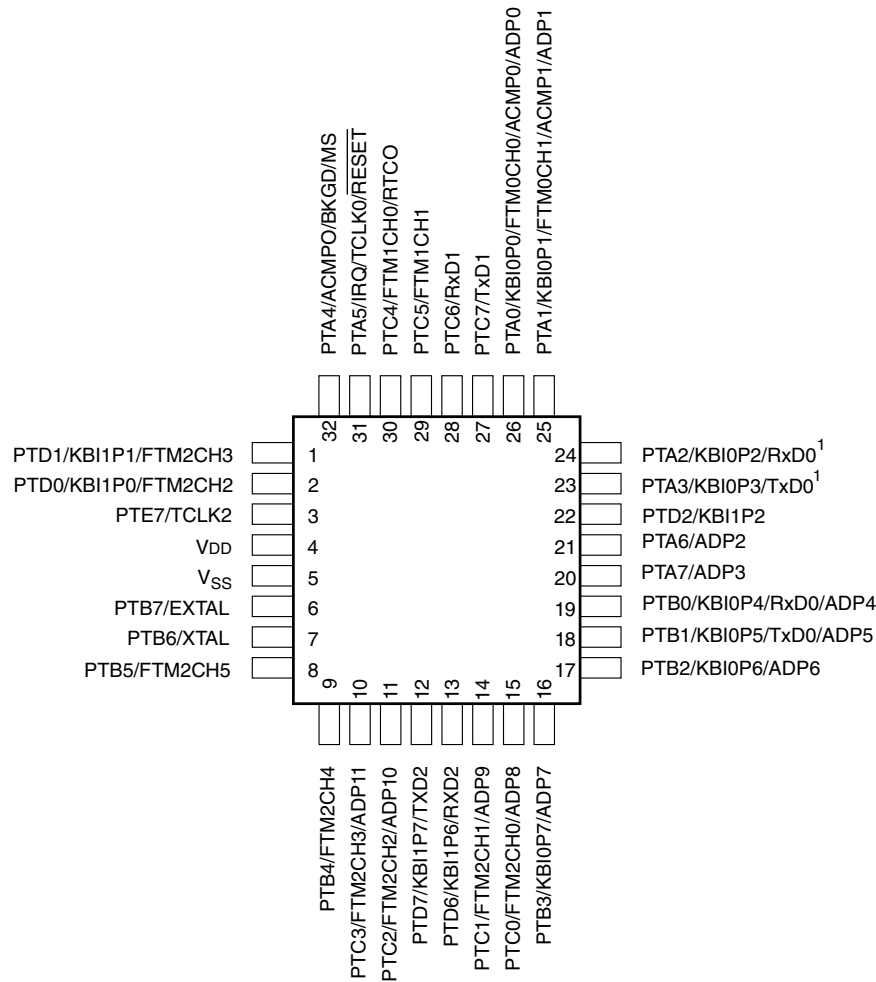 PTA4/ACMPO/BKGD/MS
PTA5/IRQ/TCLK0/RESET
PTC4/FTM1CH0/RTCO
PTC5/FTM1CH1
PTC6/RxD1
PTC7/TxD1
PTA0/KBI0P0/FTM0CH0/ACMP0/ADP0
PTA1/KBI0P1/FTM0CH1/ACMP1/ADP1
32
31
30
29
28
27
26
25
PTD1/KBI1P1/FTM2CH3 1
PTD0/KBI1P0/FTM2CH2 2
PTE7/TCLK2 3
VDD 4
VSS 5
PTB7/EXTAL 6
PTB6/XTAL 7
PTB5/FTM2CH5 8
24 PTA2/KBI0P2/RxD0¹
23 PTA3/KBI0P3/TxD0¹
22 PTD2/KBI1P2
21 PTA6/ADP2
20 PTA7/ADP3
19 PTB0/KBI0P4/RxD0/ADP4
18 PTB1/KBI0P5/TxD0/ADP5
17 PTB2/KBI0P6/ADP6
9
10
11
12
13
14
15
16
PTB4/FTM2CH4
PTC3/FTM2CH3/ADP11
PTC2/FTM2CH2/ADP10
PTD7/KBI1P7/TXD2
PTD6/KBI1P6/RXD2
PTC1/FTM2CH1/ADP9
PTC0/FTM2CH0/ADP8
PTB3/KBI0P7/ADP7